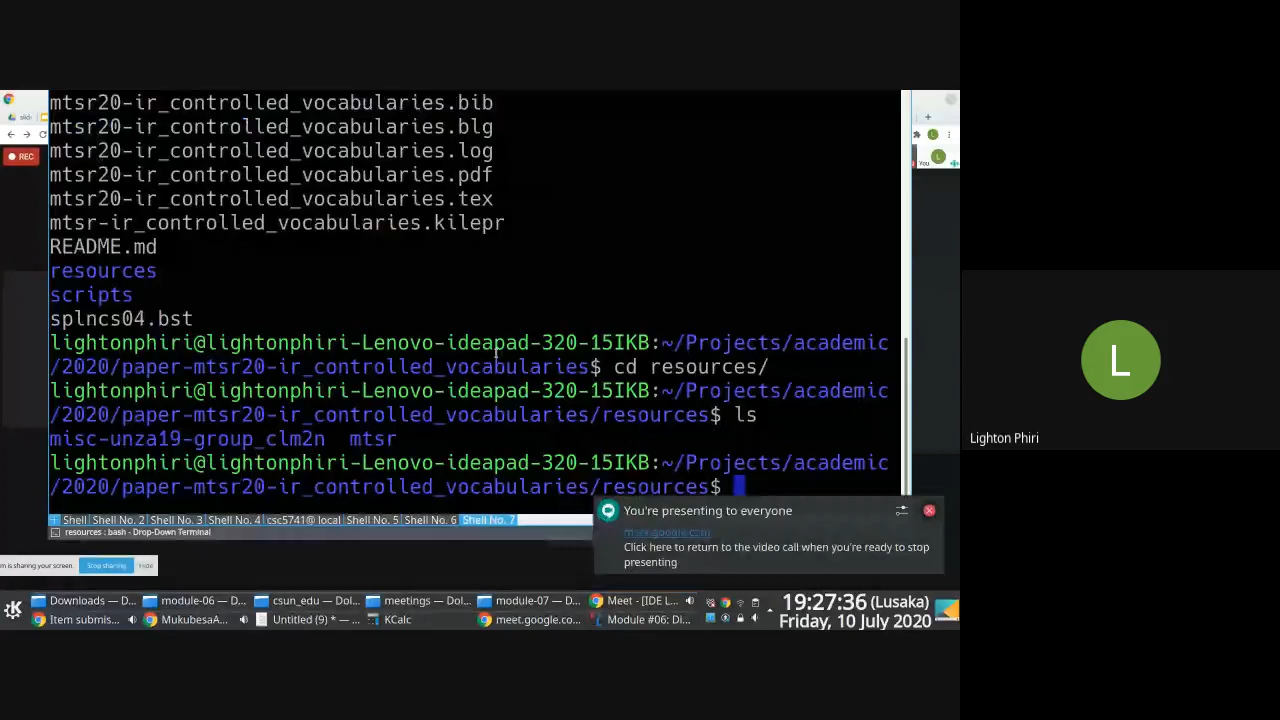 mtsr20-ir_controlled_vocabularies.bib
mtsr20-ir_controlled_vocabularies.blg
mtsr20-ir_controlled_vocabularies.log
mtsr20-ir_controlled_vocabularies.pdf
mtsr20-ir_controlled_vocabularies.tex
mtsr-ir_controlled_vocabularies.kilepr
README.md
resources
scripts
splncs04.bst
lightonphiri@lightonphiri-Lenovo-ideapad-320-15IKB:~/Projects/academic
/2020/paper-mtsr20-ir_controlled_vocabularies$ cd resources/
lightonphiri@lightonphiri-Lenovo-ideapad-320-15IKB:~/Projects/academic
/2020/paper-mtsr20-ir_controlled_vocabularies/resources$ ls
misc-unza19-group_clm2n mtsr
lightonphiri@lightonphiri-Lenovo-ideapad-320-15IKB:~/Projects/academic
/2020/paper-mtsr20-ir_controlled_vocabularies/resources$
REC
You
L
L
L
Lighton Phiri
You're presenting to everyone
meet.google.com
Click here to return to the video call when you're ready to stop
presenting
Shell Shell No. 2 Shell No. 3 Shell No. 4 csc5741@ local Shell No. 5 Shell No. 6 Shell No. 7
resources : bash - Drop-Down Terminal
m is sharing your screen. Stop sharing Hide
Downloads — D... module-06 — D... csun_edu — Dol... meetings — Dol... module-07 — D... Meet - [IDE L...
Item submis... MukubesaA... Untitled (9) * — ... KCalc meet.google.co... Module #06: Di...
19:27:36 (Lusaka)
Friday, 10 July 2020